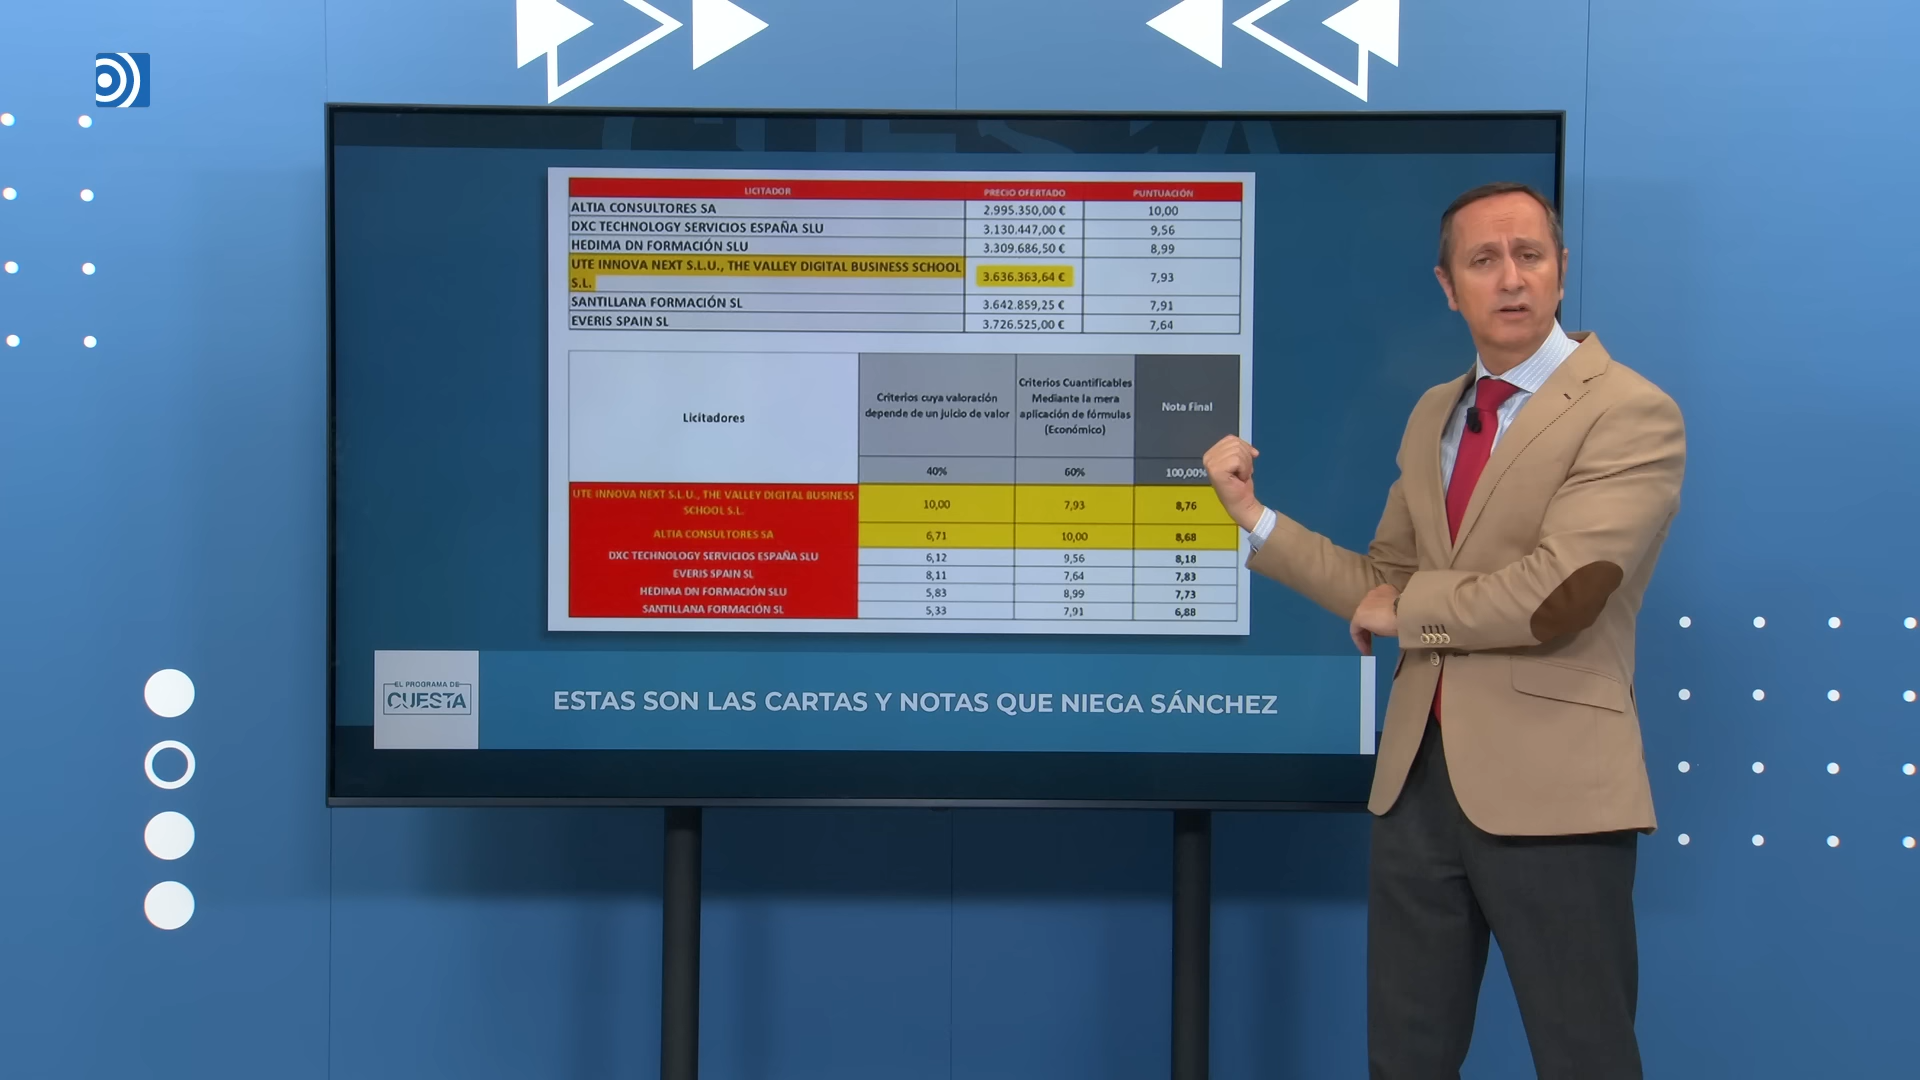 LICITADOR PRECIO OFERTADO PUNTUACIÓN
ALTIA CONSULTORES SA 2.995.350,00 € 10,00
DXC TECHNOLOGY SERVICIOS ESPAÑA SLU 3.130.447,00 € 9,56
HEDIMA DN FORMACIÓN SLU 3.309.686,50 € 8,99
UTE INNOVA NEXT S.L.U., THE VALLEY DIGITAL BUSINESS SCHOOL
S.L. 3.636.363,64 € 7,93
SANTILLANA FORMACIÓN SL 3.642.859,25 € 7,91
EVERIS SPAIN SL 3.726.525,00 € 7,64
Licitadores
Criterios cuya valoración
depende de un juicio de valor
Criterios Cuantificables
Mediante la mera
aplicación de fórmulas
(Económico)
Nota Final
40% 60% 100,00%
UTE INNOVA NEXT S.L.U., THE VALLEY DIGITAL BUSINESS
SCHOOL S.L. 10,00 7,93 8,76
ALTIA CONSULTORES SA 6,71 10,00 8,68
DXC TECHNOLOGY SERVICIOS ESPAÑA SLU 6,12 9,56 8,18
EVERIS SPAIN SL 8,11 7,64 7,83
HEDIMA DN FORMACIÓN SLU 5,83 8,99 7,73
SANTILLANA FORMACIÓN SL 5,33 7,91 6,88
EL PROGRAMA DE
CUESTA
ESTAS SON LAS CARTAS Y NOTAS QUE NIEGA SÁNCHEZ